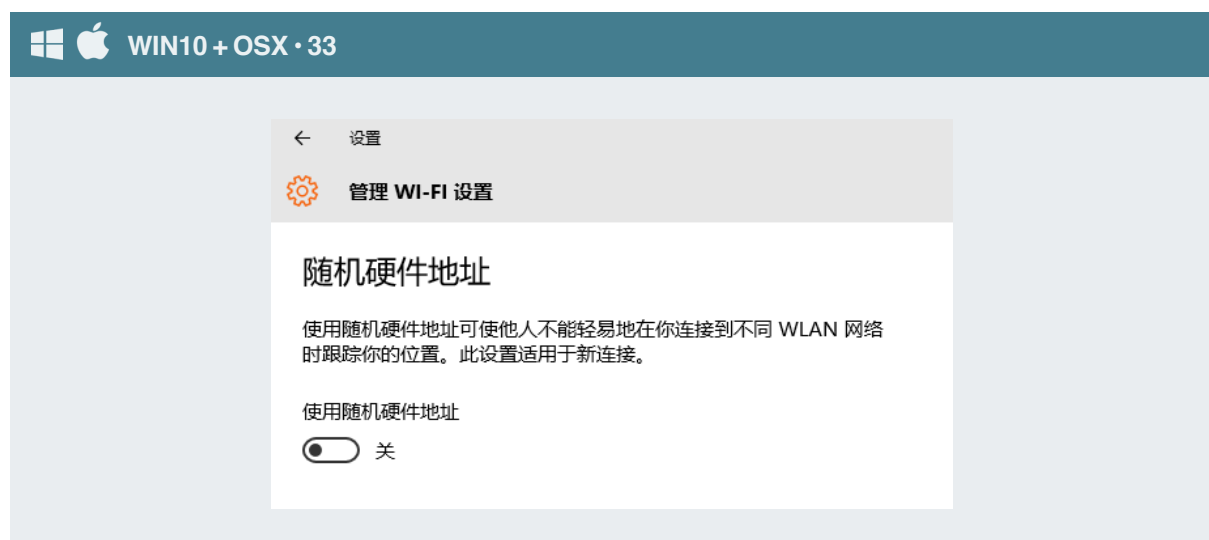 WIN10 + OSX · 33
设置
管理 WI-FI 设置
随机硬件地址
使用随机硬件地址可使他人不能轻易地在你连接到不同 WLAN 网络
时跟踪你的位置。此设置适用于新连接。
使用随机硬件地址
关